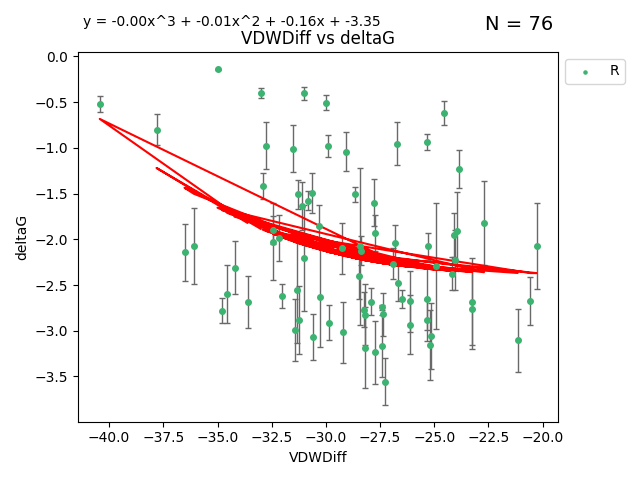 y = -0.00x^3 + -0.01x^2 + -0.16x + -3.35
N = 76
VDWDiff vs deltaG
R
deltaG
0.0
−0.5
−1.0
−1.5
−2.0
−2.5
−3.0
−3.5
−40.0 −37.5 −35.0 −32.5 −30.0 −27.5 −25.0 −22.5 −20.0
VDWDiff